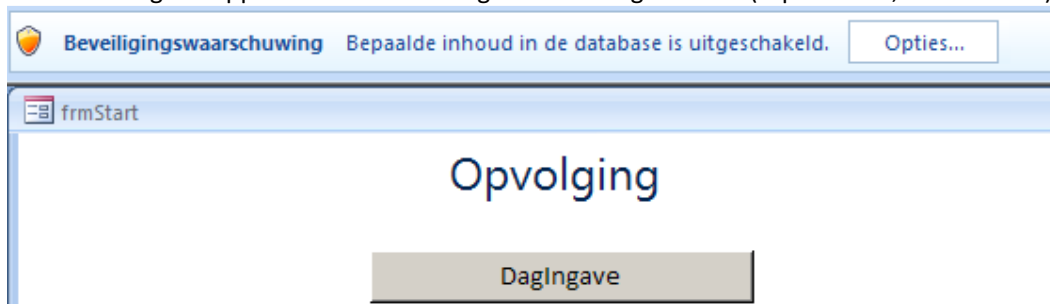 Beveiligingswaarschuwing Bepaalde inhoud in de database is uitgeschakeld. Opties...
frmStart
Opvolging
DagIngave